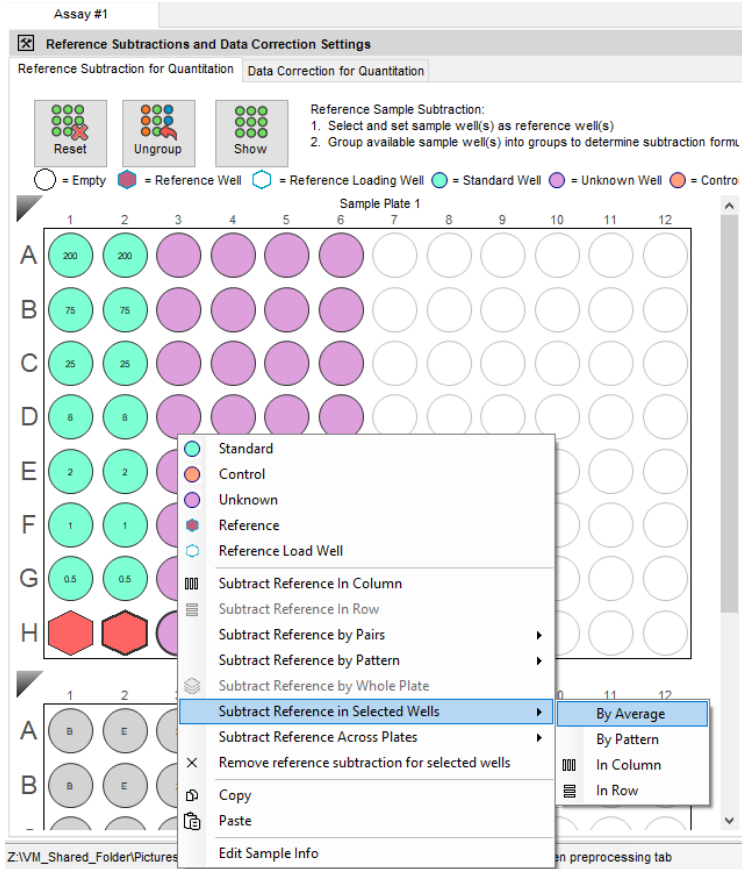 Assay #1
Reference Subtractions and Data Correction Settings
Reference Subtraction for Quantitation Data Correction for Quantitation
Reset Ungroup Show
Reference Sample Subtraction:
1. Select and set sample well(s) as reference well(s)
2. Group available sample well(s) into groups to determine subtraction
= Empty = Reference Well = Reference Loading Well = Standard Well = Unknown Well =
Sample Plate 1
1 2 3 4 5 6 7 8 9 10 11 12
A 200 200
B 75 75
C 25 25
D 8 8
E 2 2
F 1 1
G 0.5 0.5
H
Standard
Control
Unknown
Reference
Reference Load Well
Subtract Reference In Column
Subtract Reference In Row
Subtract Reference by Pairs
Subtract Reference by Pattern
Subtract Reference by Whole Plate
Subtract Reference in Selected Wells
Subtract Reference Across Plates
Remove reference subtraction for selected wells
Copy
Paste
Edit Sample Info
By Average
By Pattern
In Column
In Row
1 2 11 12
A B E
B B E
Z:\VM_Shared_Folder\Pictures
preprocessing tab